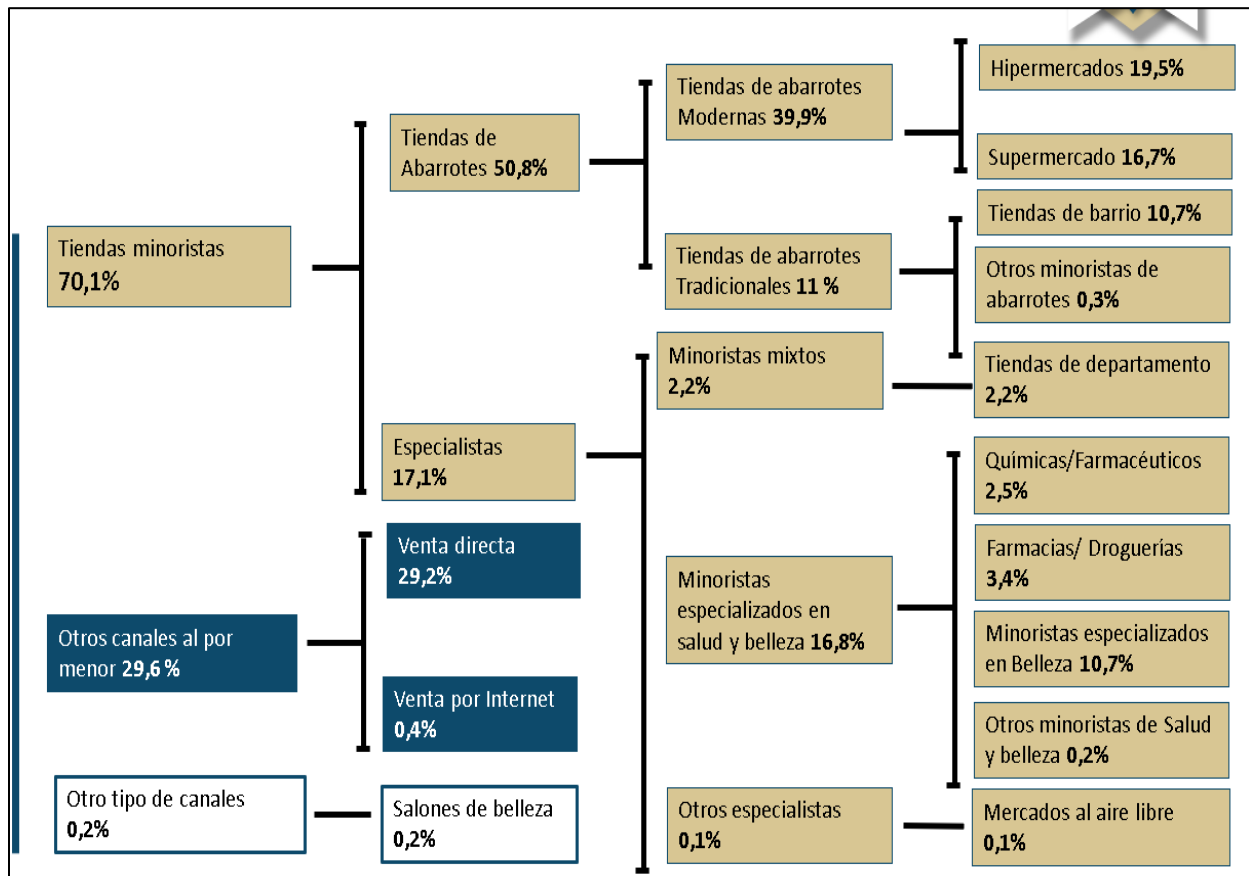 Tiendas minoristas
70,1%
Tiendas de
Abarrotes 50,8%
Tiendas de abarrotes
Modernas 39,9%
Hipermercados 19,5%
Supermercado 16,7%
Tiendas de abarrotes
Tradicionales 11 %
Tiendas de barrio 10,7%
Otros minoristas de
abarrotes 0,3%
Especialistas
17,1%
Minoristas mixtos
2,2%
Tiendas de departamento
2,2%
Minoristas
especializados en
salud y belleza 16,8%
Químicas/Farmacéuticos
2,5%
Farmacias/ Droguerías
3,4%
Minoristas especializados
en Belleza 10,7%
Otros minoristas de Salud
y belleza 0,2%
Otros especialistas
0,1%
Mercados al aire libre
0,1%
Otros canales al por
menor 29,6 %
Venta directa
29,2%
Venta por Internet
0,4%
Otro tipo de canales
0,2%
Salones de belleza
0,2%